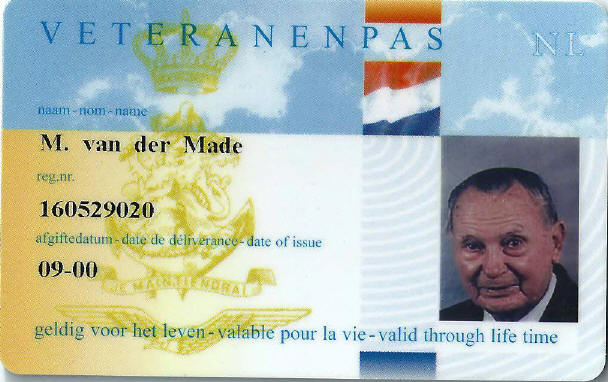 VETERANENPAS
NL
naam-nom-name
M. van der Made
reg.nr.
160529020
afgiftedatum-date de déliverance-date of issue
09-00
JE MAINTIENDRAI
geldig voor het leven-valable pour la vie-valid through life time